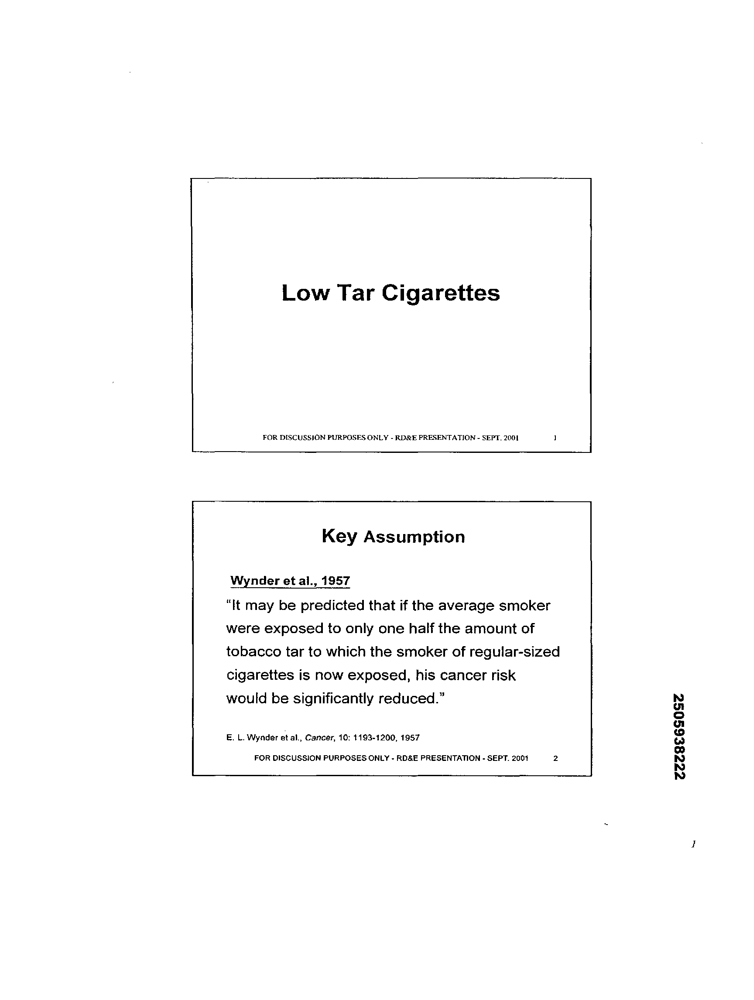 Low Tar Cigarettes
FOR DISCUSSION PURPOSES ONLY - RD&E PRESENTATION - SEPT. 2001 1
Key Assumption
Wynder et al., 1957
"It may be predicted that if the average smoker
were exposed to only one half the amount of
tobacco tar to which the smoker of regular-sized
cigarettes is now exposed, his cancer risk
would be significantly reduced."
E. L. Wynder et al., Cancer, 10: 1193-1200, 1957
FOR DISCUSSION PURPOSES ONLY - RD&E PRESENTATION - SEPT. 2001 2
2505938222
1